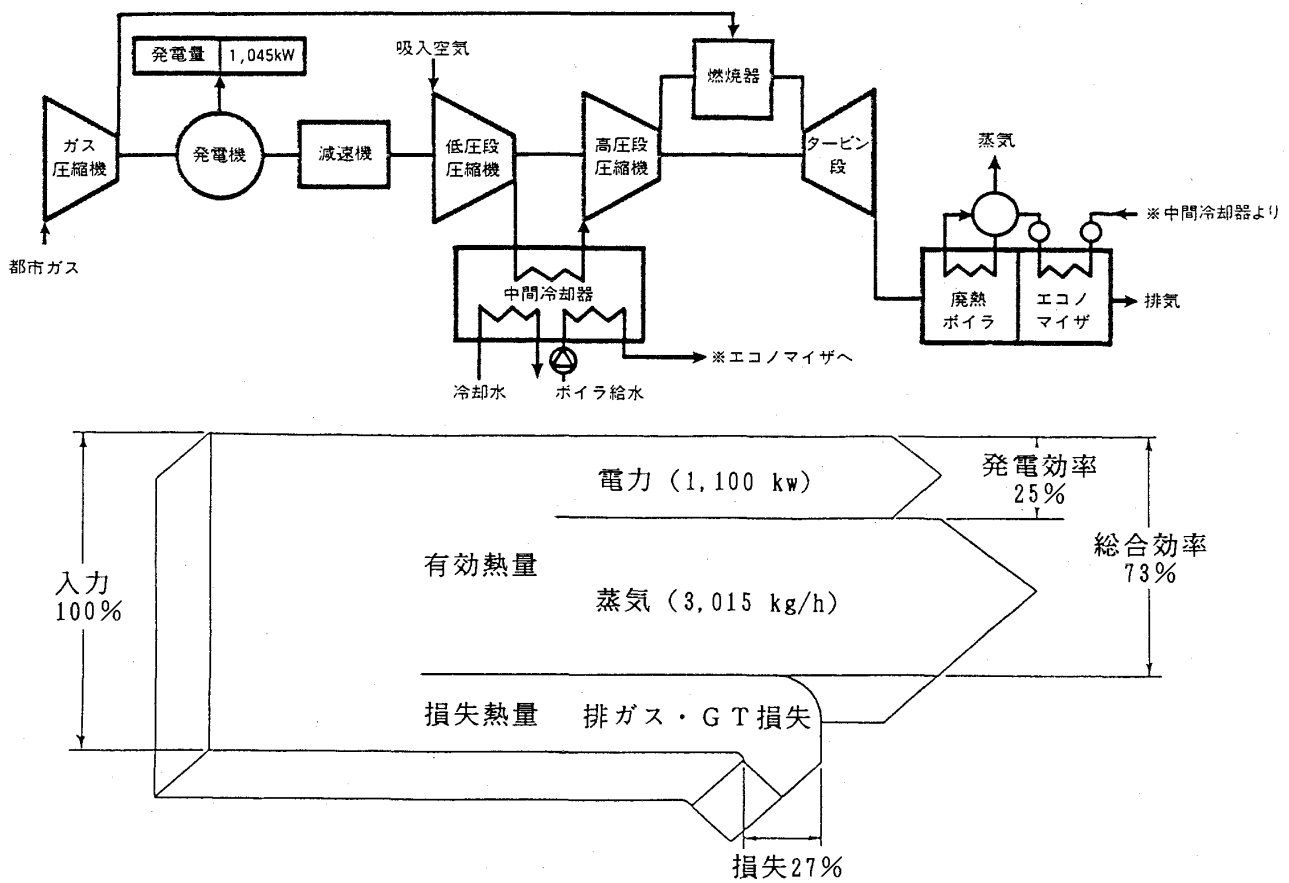 発電量 1,045kW
吸入空気
燃焼器
ガス
圧縮機
発電機
減速機
低圧段
圧縮機
高圧段
圧縮機
タービン
段
蒸気
※中間冷却器より
都市ガス
中間冷却器
廃熱
ボイラ
エコノ
マイザ
排気
※エコノマイザへ
冷却水
ボイラ給水
電力(1,100 kw)
発電効率
25%
有効熱量
総合効率
73%
入力
100%
蒸気(3,015 kg/h)
損失熱量 排ガス・GT損失
損失27%